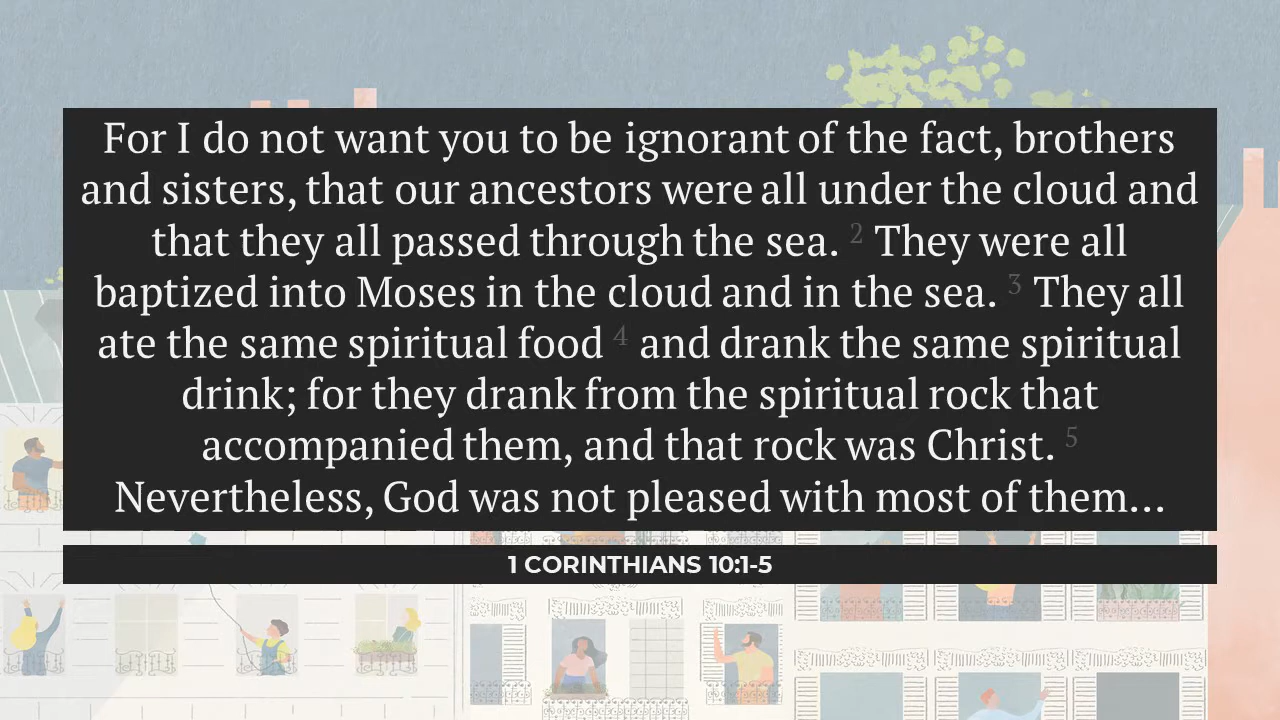 For I do not want you to be ignorant of the fact, brothers
and sisters, that our ancestors were all under the cloud and
that they all passed through the sea. 2 They were all
baptized into Moses in the cloud and in the sea. 3 They all
ate the same spiritual food 4 and drank the same spiritual
drink; for they drank from the spiritual rock that
accompanied them, and that rock was Christ. 5
Nevertheless, God was not pleased with most of them...
1 CORINTHIANS 10:1-5